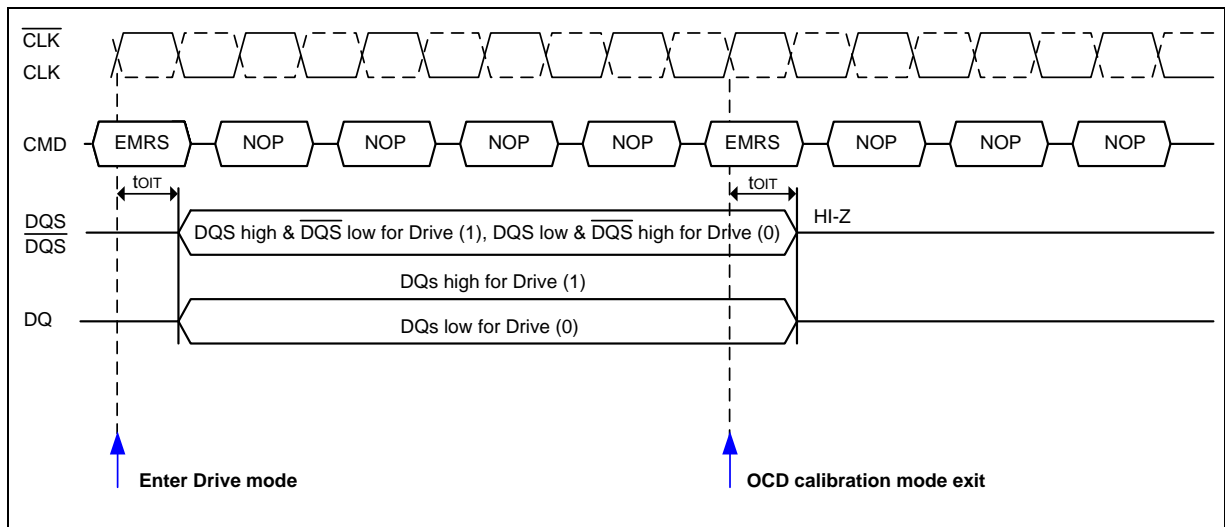 CLK
CLK
CMD EMRS NOP NOP NOP NOP EMRS NOP NOP NOP
tOIT tOIT
DQS
DQS
DQS high & DQS low for Drive (1), DQS low & DQS high for Drive (0)
HI-Z
DQs high for Drive (1)
DQ
DQs low for Drive (0)
Enter Drive mode
OCD calibration mode exit